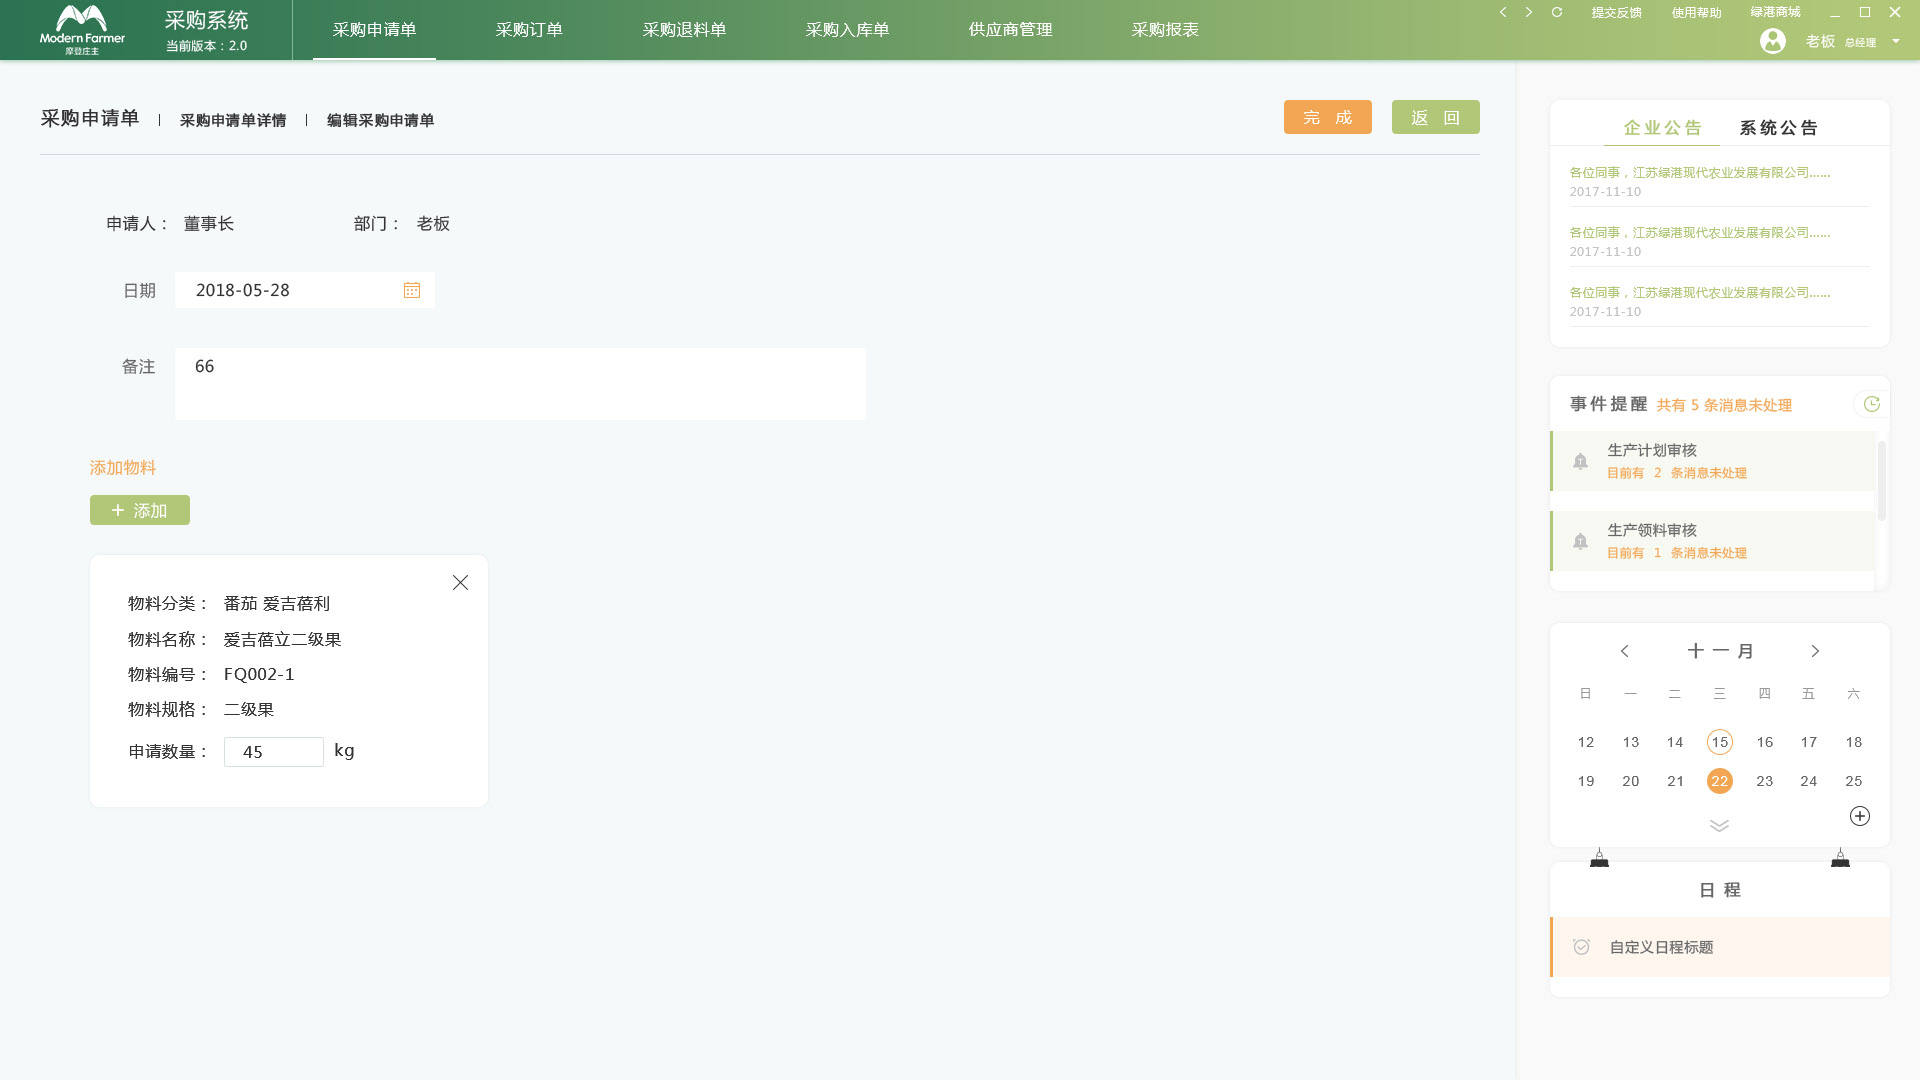 Modern Farmer
摩登庄主
采购系统
当前版本：2.0
采购申请单
采购订单
采购退料单
采购入库单
供应商管理
采购报表
提交反馈
使用帮助
绿港商城
老板 总经理
采购申请单 | 采购申请单详情 | 编辑采购申请单
完 成
返 回
申请人： 董事长
部门： 老板
日期 2018-05-28
备注 66
添加物料
+ 添加
物料分类： 番茄 爱吉蓓利
物料名称： 爱吉蓓立二级果
物料编号： FQ002-1
物料规格： 二级果
申请数量： 45 kg
企业公告 系统公告
各位同事，江苏绿港现代农业发展有限公司......
2017-11-10
各位同事，江苏绿港现代农业发展有限公司......
2017-11-10
各位同事，江苏绿港现代农业发展有限公司......
2017-11-10
事件提醒 共有 5 条消息未处理
生产计划审核
目前有 2 条消息未处理
生产领料审核
目前有 1 条消息未处理
十一月
日 一 二 三 四 五 六
12 13 14 15 16 17 18
19 20 21 22 23 24 25
日 程
自定义日程标题